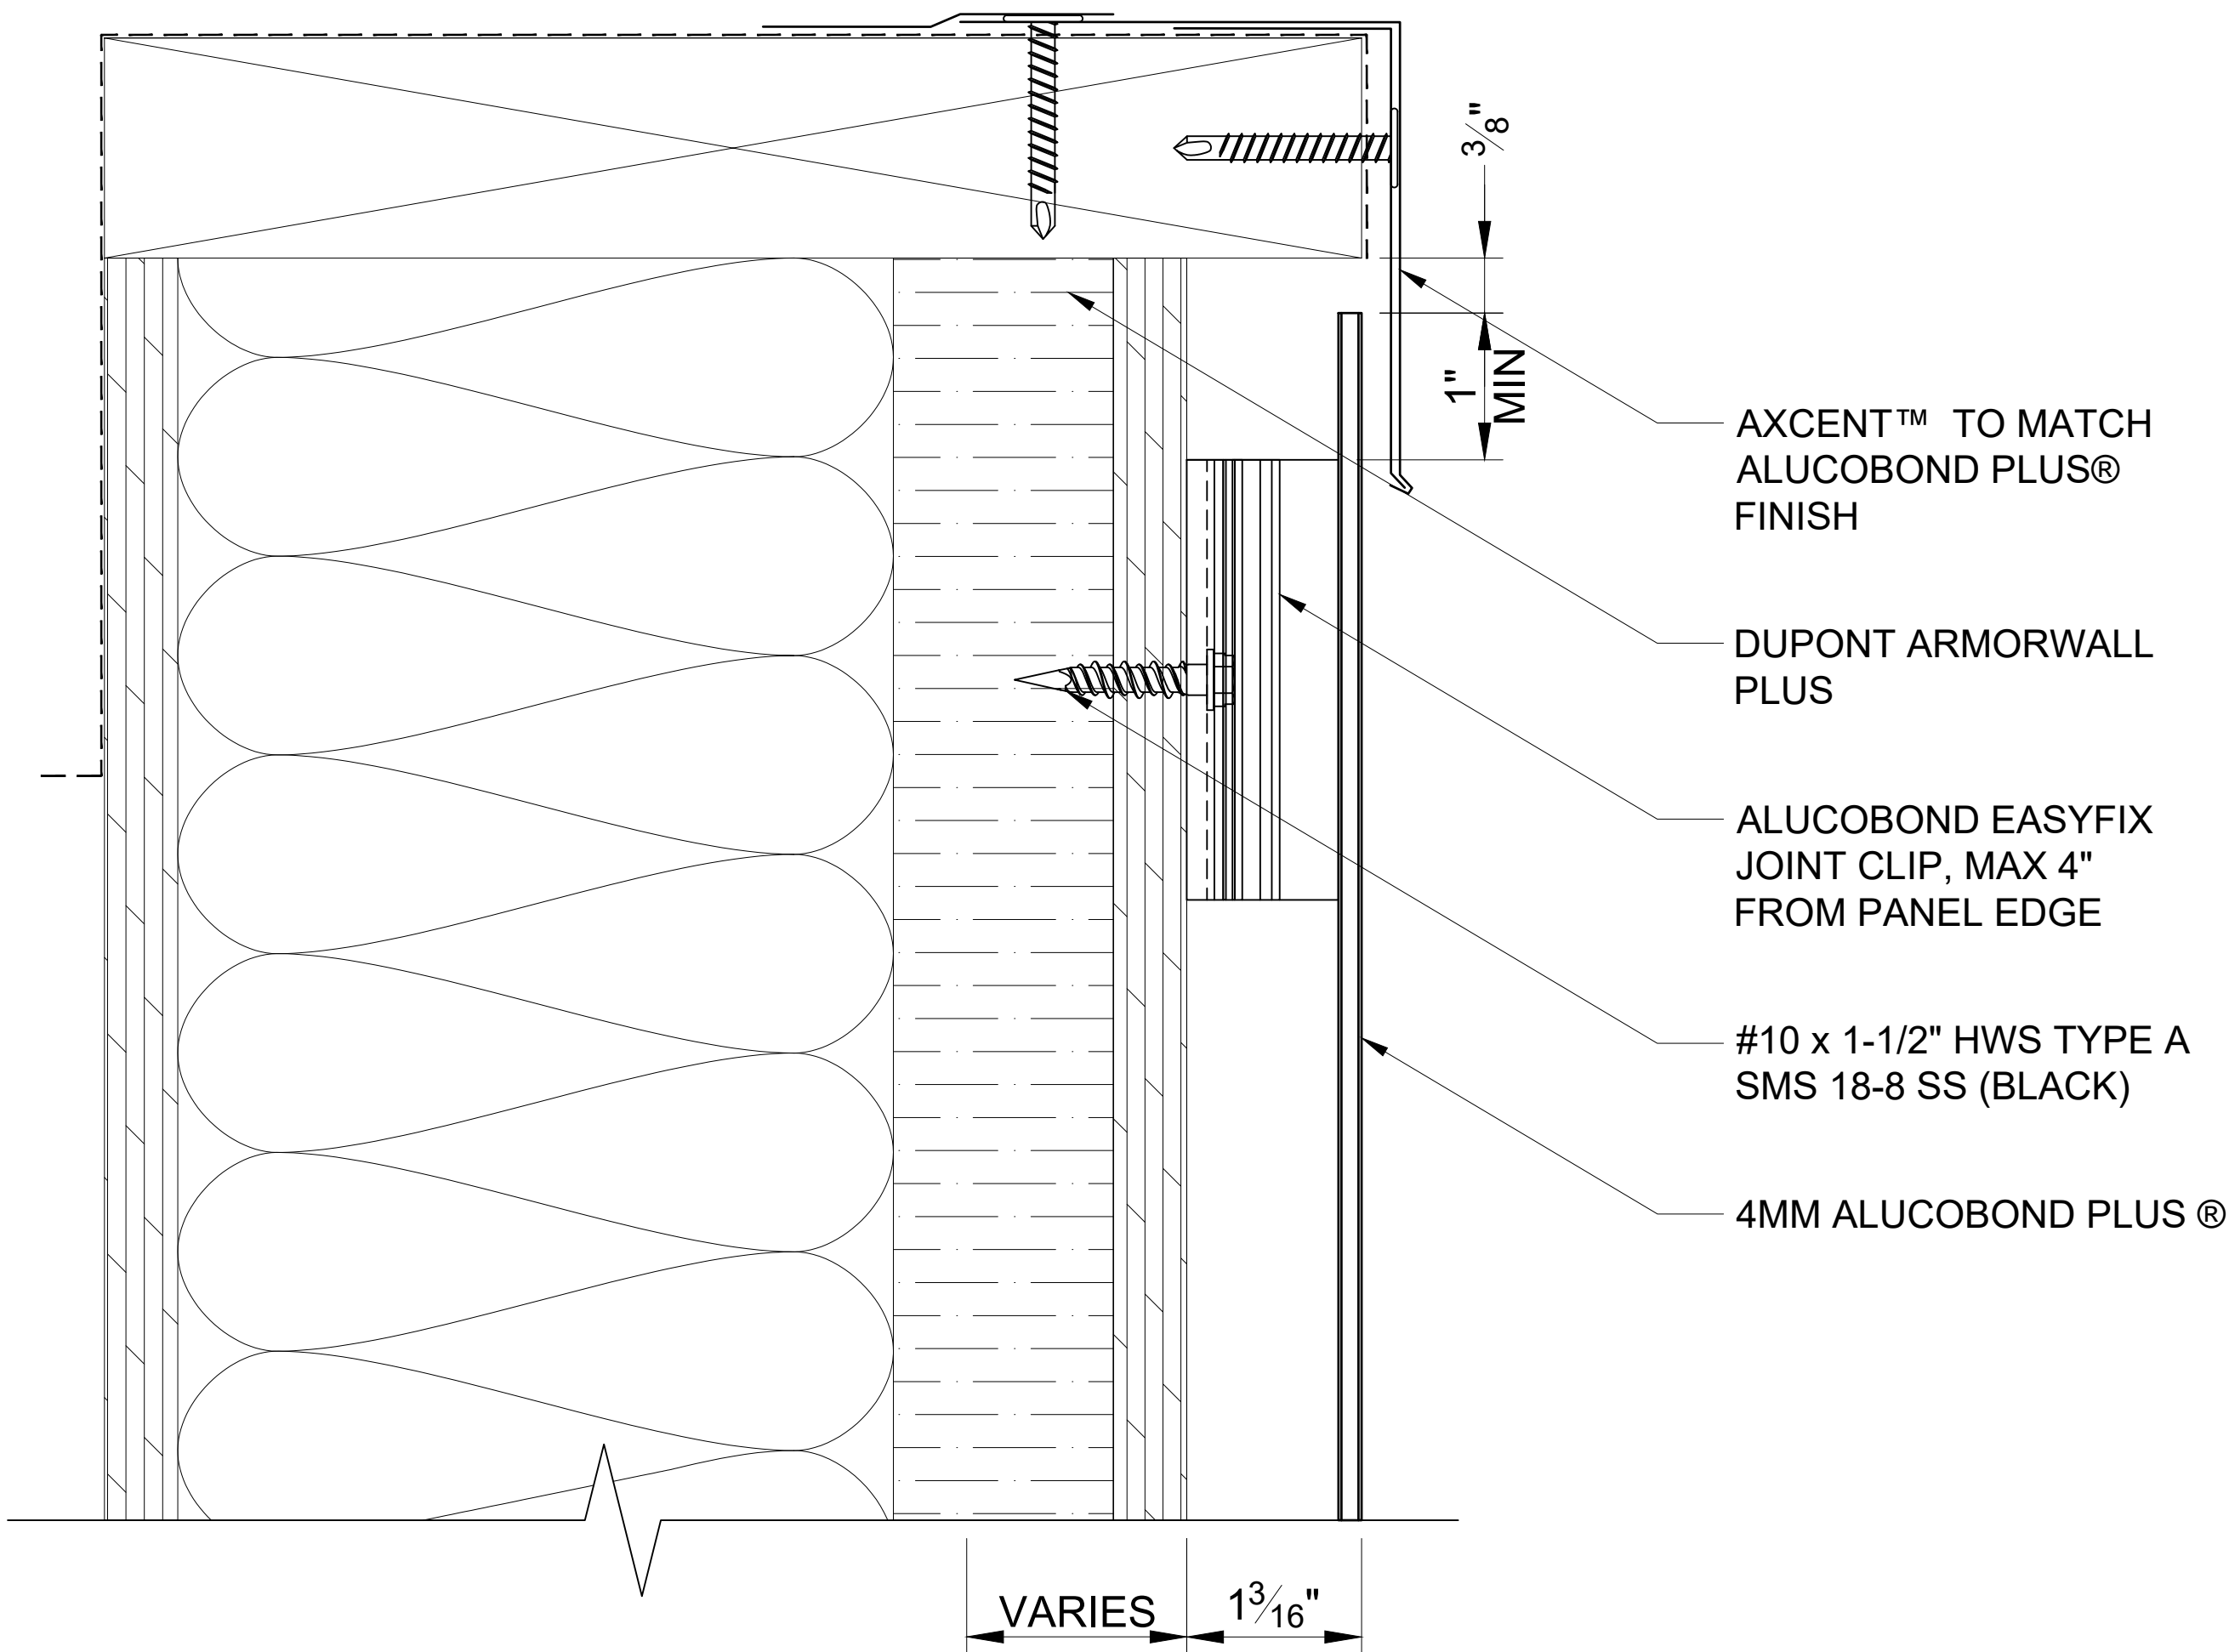 3/8"
1"
MIN
AXCENT™ TO MATCH
ALUCOBOND PLUS®
FINISH
DUPONT ARMORWALL
PLUS
ALUCOBOND EASYFIX
JOINT CLIP, MAX 4"
FROM PANEL EDGE
#10 x 1-1/2" HWS TYPE A
SMS 18-8 SS (BLACK)
4MM ALUCOBOND PLUS ®
VARIES
1 3/16"